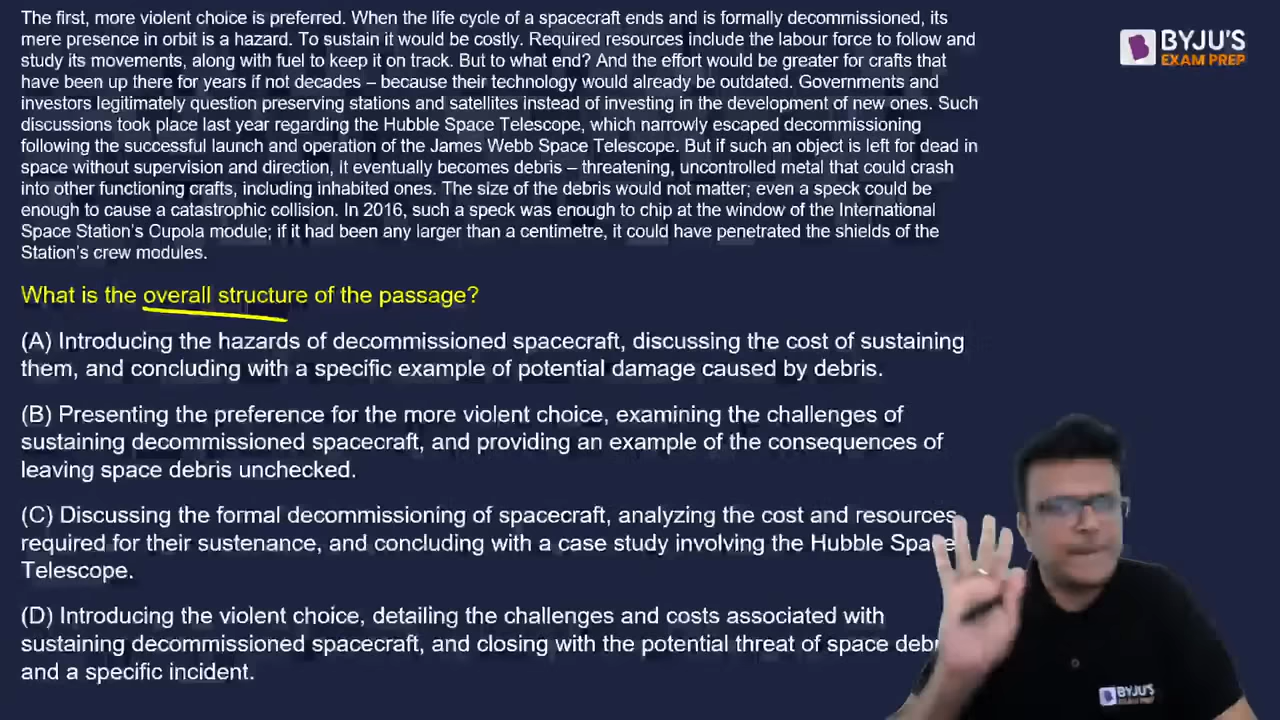 The first, more violent choice is preferred. When the life cycle of a spacecraft ends and is formally decommissioned, its
mere presence in orbit is a hazard. To sustain it would be costly. Required resources include the labour force to follow and
study its movements, along with fuel to keep it on track. But to what end? And the effort would be greater for crafts that
have been up there for years if not decades – because their technology would already be outdated. Governments and
investors legitimately question preserving stations and satellites instead of investing in the development of new ones. Such
discussions took place last year regarding the Hubble Space Telescope, which narrowly escaped decommissioning
following the successful launch and operation of the James Webb Space Telescope. But if such an object is left for dead in
space without supervision and direction, it eventually becomes debris – threatening, uncontrolled metal that could crash
into other functioning crafts, including inhabited ones. The size of the debris would not matter; even a speck could be
enough to cause a catastrophic collision. In 2016, such a speck was enough to chip at the window of the International
Space Station's Cupola module; if it had been any larger than a centimetre, it could have penetrated the shields of the
Station's crew modules.
BYJU'S
EXAM PREP
What is the overall structure of the passage?
(A) Introducing the hazards of decommissioned spacecraft, discussing the cost of sustaining
them, and concluding with a specific example of potential damage caused by debris.
(B) Presenting the preference for the more violent choice, examining the challenges of
sustaining decommissioned spacecraft, and providing an example of the consequences of
leaving space debris unchecked.
(C) Discussing the formal decommissioning of spacecraft, analyzing the cost and resources
required for their sustenance, and concluding with a case study involving the Hubble Space
Telescope.
(D) Introducing the violent choice, detailing the challenges and costs associated with
sustaining decommissioned spacecraft, and closing with the potential threat of space deb
and a specific incident.
BYJU'S
EXAM PREP